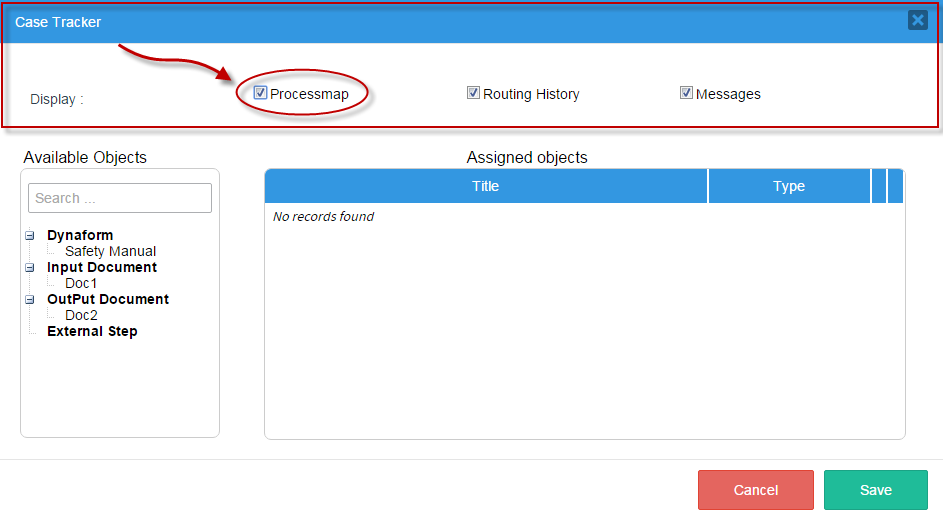 Case Tracker
Display :
Processmap
Routing History
Messages
Available Objects
Assigned objects
Search ...
Title
Type
No records found
Dynaform
Safety Manual
Input Document
Doc1
OutPut Document
Doc2
External Step
Cancel
Save